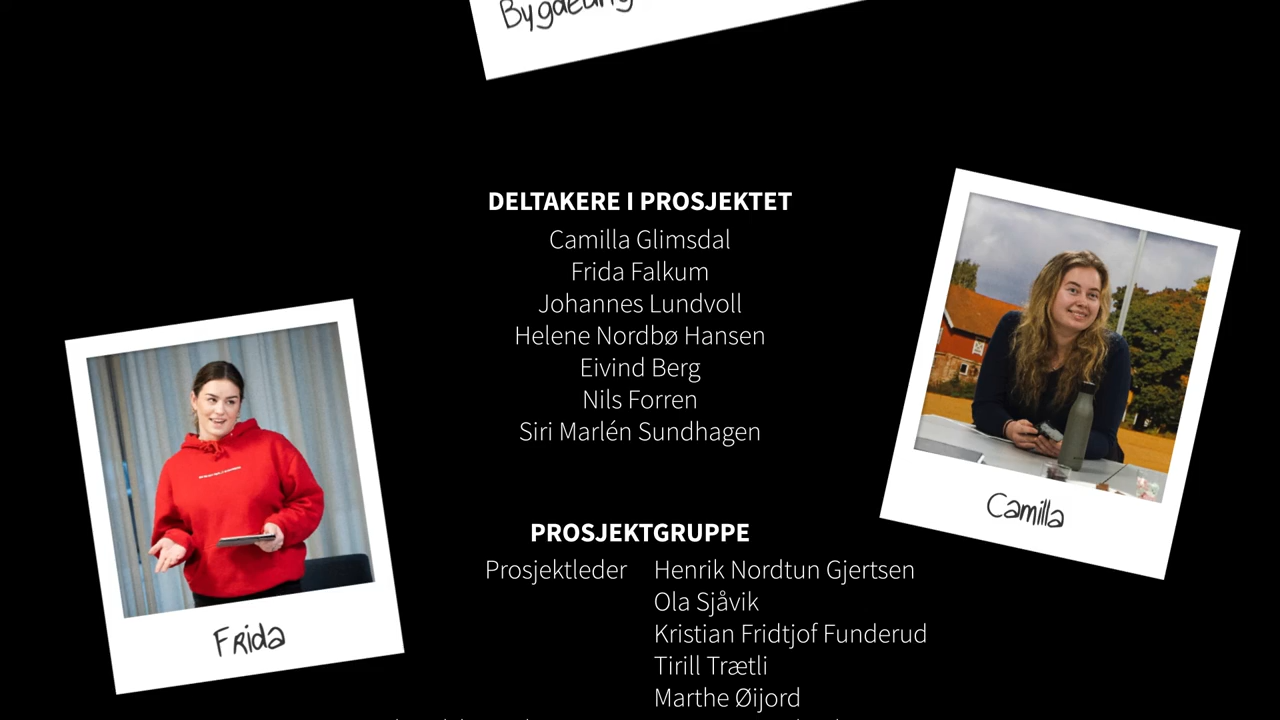 DELTAKERE I PROSJEKTET
Camilla Glimsdal
Frida Falkum
Johannes Lundvoll
Helene Nordbø Hansen
Eivind Berg
Nils Forren
Siri Marlén Sundhagen
Camilla
PROSJEKTGRUPPE
Prosjektleder Henrik Nordtun Gjertsen
Ola Sjåvik
Kristian Fridtjof Funderud
Tirill Trætli
Marthe Øijord
Frida